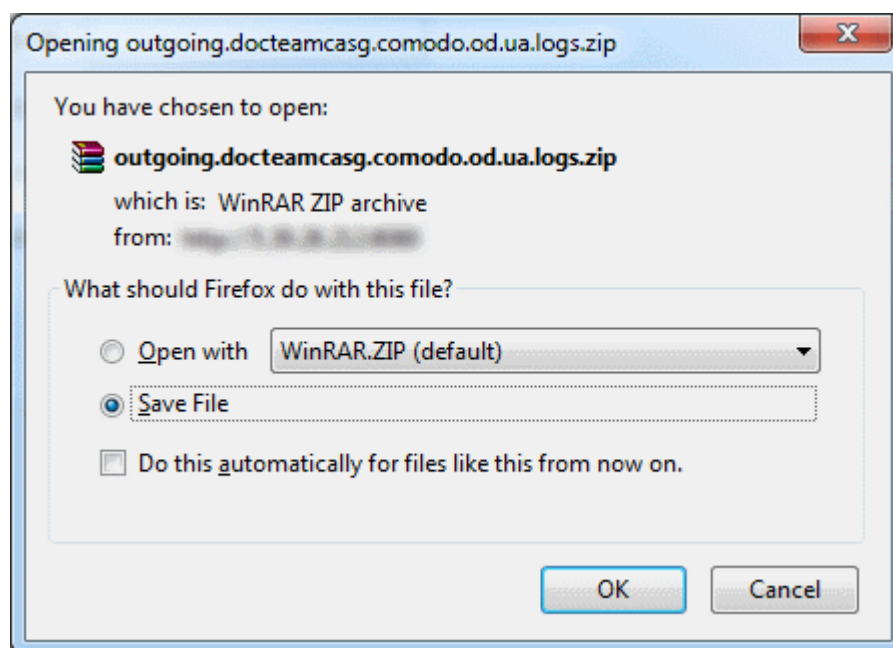 Opening outgoing.docteamcasg.comodo.od.ua.logs.zip
You have chosen to open:
outgoing.docteamcasg.comodo.od.ua.logs.zip
which is: WinRAR ZIP archive
from:
What should Firefox do with this file?
Open with WinRAR.ZIP (default)
Save File
Do this automatically for files like this from now on.
OK Cancel